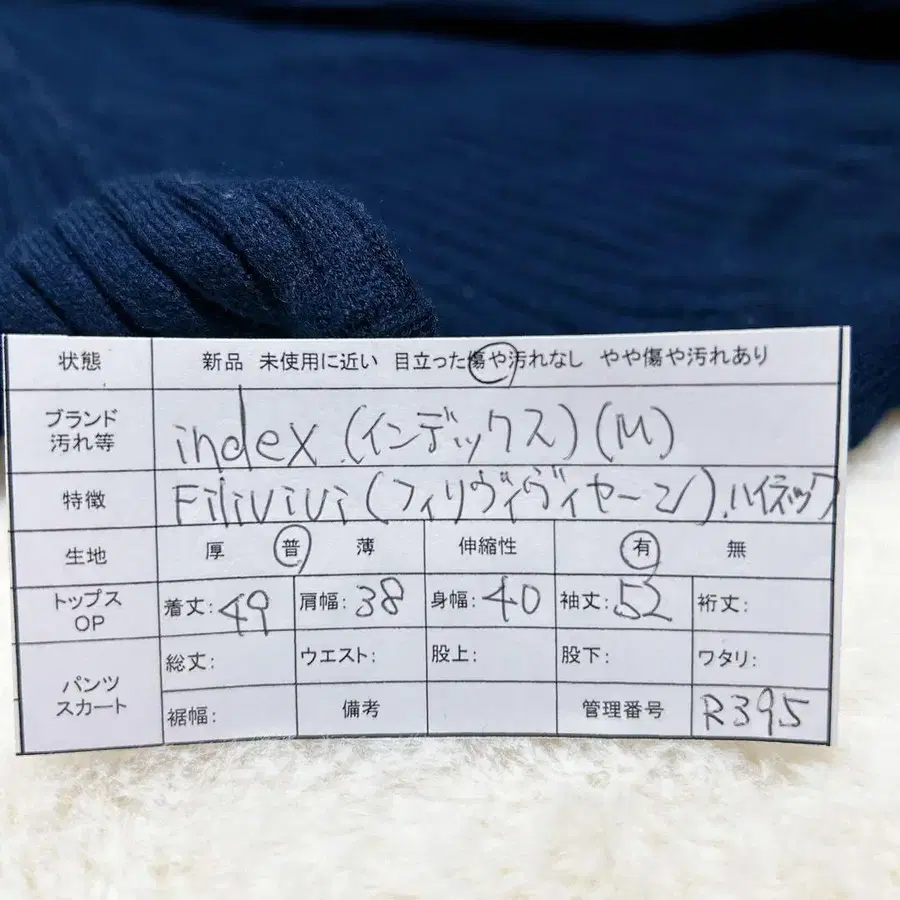 状態 新品 未使用に近い 目立った傷や汚れなし やや傷や汚れあり
ブランド
汚れ等 index (インデックス)(M)
特徴 Filivivi(フィリヴィヴィセーン).ハイネック
生地 厚 普 薄 伸縮性 有 無
トップス
OP 着丈:49 肩幅:38 身幅:40 袖丈:52 裄丈:
パンツ
スカート 総丈: ウエスト: 股上: 股下: ワタリ:
裾幅: 備考 管理番号 R395